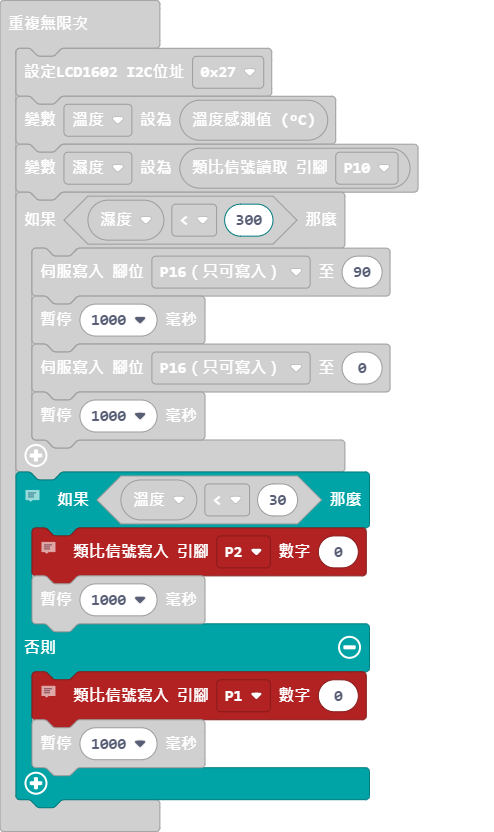 重複無限次
設定LCD1602 I2C位址 0x27
變數 溫度 設為 溫度感測值 (ºC)
變數 濕度 設為 類比信號讀取 引腳 P10
如果 濕度 < 300 那麼
伺服寫入 腳位 P16(只可寫入) 至 90
暫停 1000 毫秒
伺服寫入 腳位 P16(只可寫入) 至 0
暫停 1000 毫秒
如果 溫度 < 30 那麼
類比信號寫入 引腳 P2 數字 0
暫停 1000 毫秒
否則
類比信號寫入 引腳 P1 數字 0
暫停 1000 毫秒